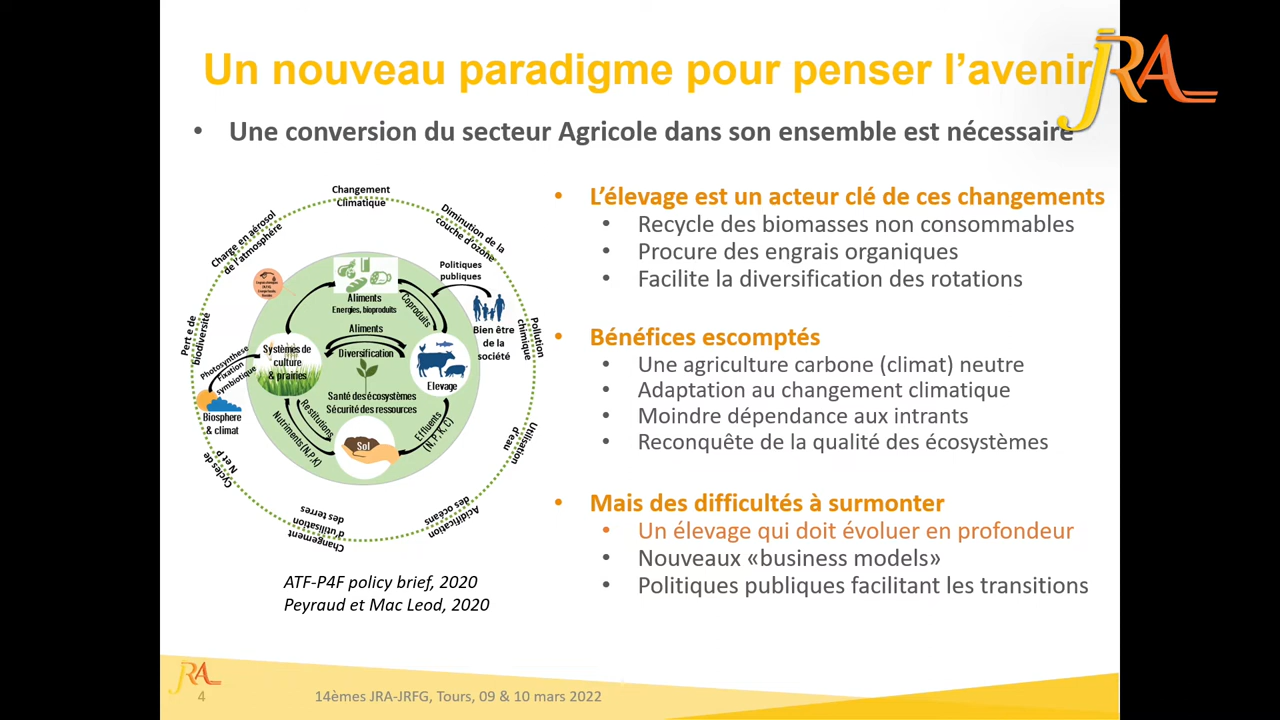 Un nouveau paradigme pour penser l’avenir
JRA
• Une conversion du secteur Agricole dans son ensemble est nécessaire
Changement
Climatique
Diminution de la
couche d'ozone
Charge en aérosol
de l'atmosphère
Politiques
publiques
Aliments
Energies, bioproduits
Coproduits
Bien être
de la
société
Pollution
chimique
Pert e de
biodiversité
Aliments
Diversification
Systèmes de
culture
& prairies
Elevage
Photosynthese
Fixation
symbiotique
Biosphere
& climat
Santé des écosystèmes
Sécurité des ressources
Restitutions
Nutriments (N,P,K)
Sol
Effluents
(N, P, K, C)
Utilisation
d'eau
Cycles de
N et P
Changement
d'utilisation
des terres
Acidification
des océans
ATF-P4F policy brief, 2020
Peyraud et Mac Leod, 2020
• L’élevage est un acteur clé de ces changements
• Recycle des biomasses non consommables
• Procure des engrais organiques
• Facilite la diversification des rotations
• Bénéfices escomptés
• Une agriculture carbone (climat) neutre
• Adaptation au changement climatique
• Moindre dépendance aux intrants
• Reconquête de la qualité des écosystèmes
• Mais des difficultés à surmonter
• Un élevage qui doit évoluer en profondeur
• Nouveaux «business models»
• Politiques publiques facilitant les transitions
JRA
4
14èmes JRA-JRFG, Tours, 09 & 10 mars 2022